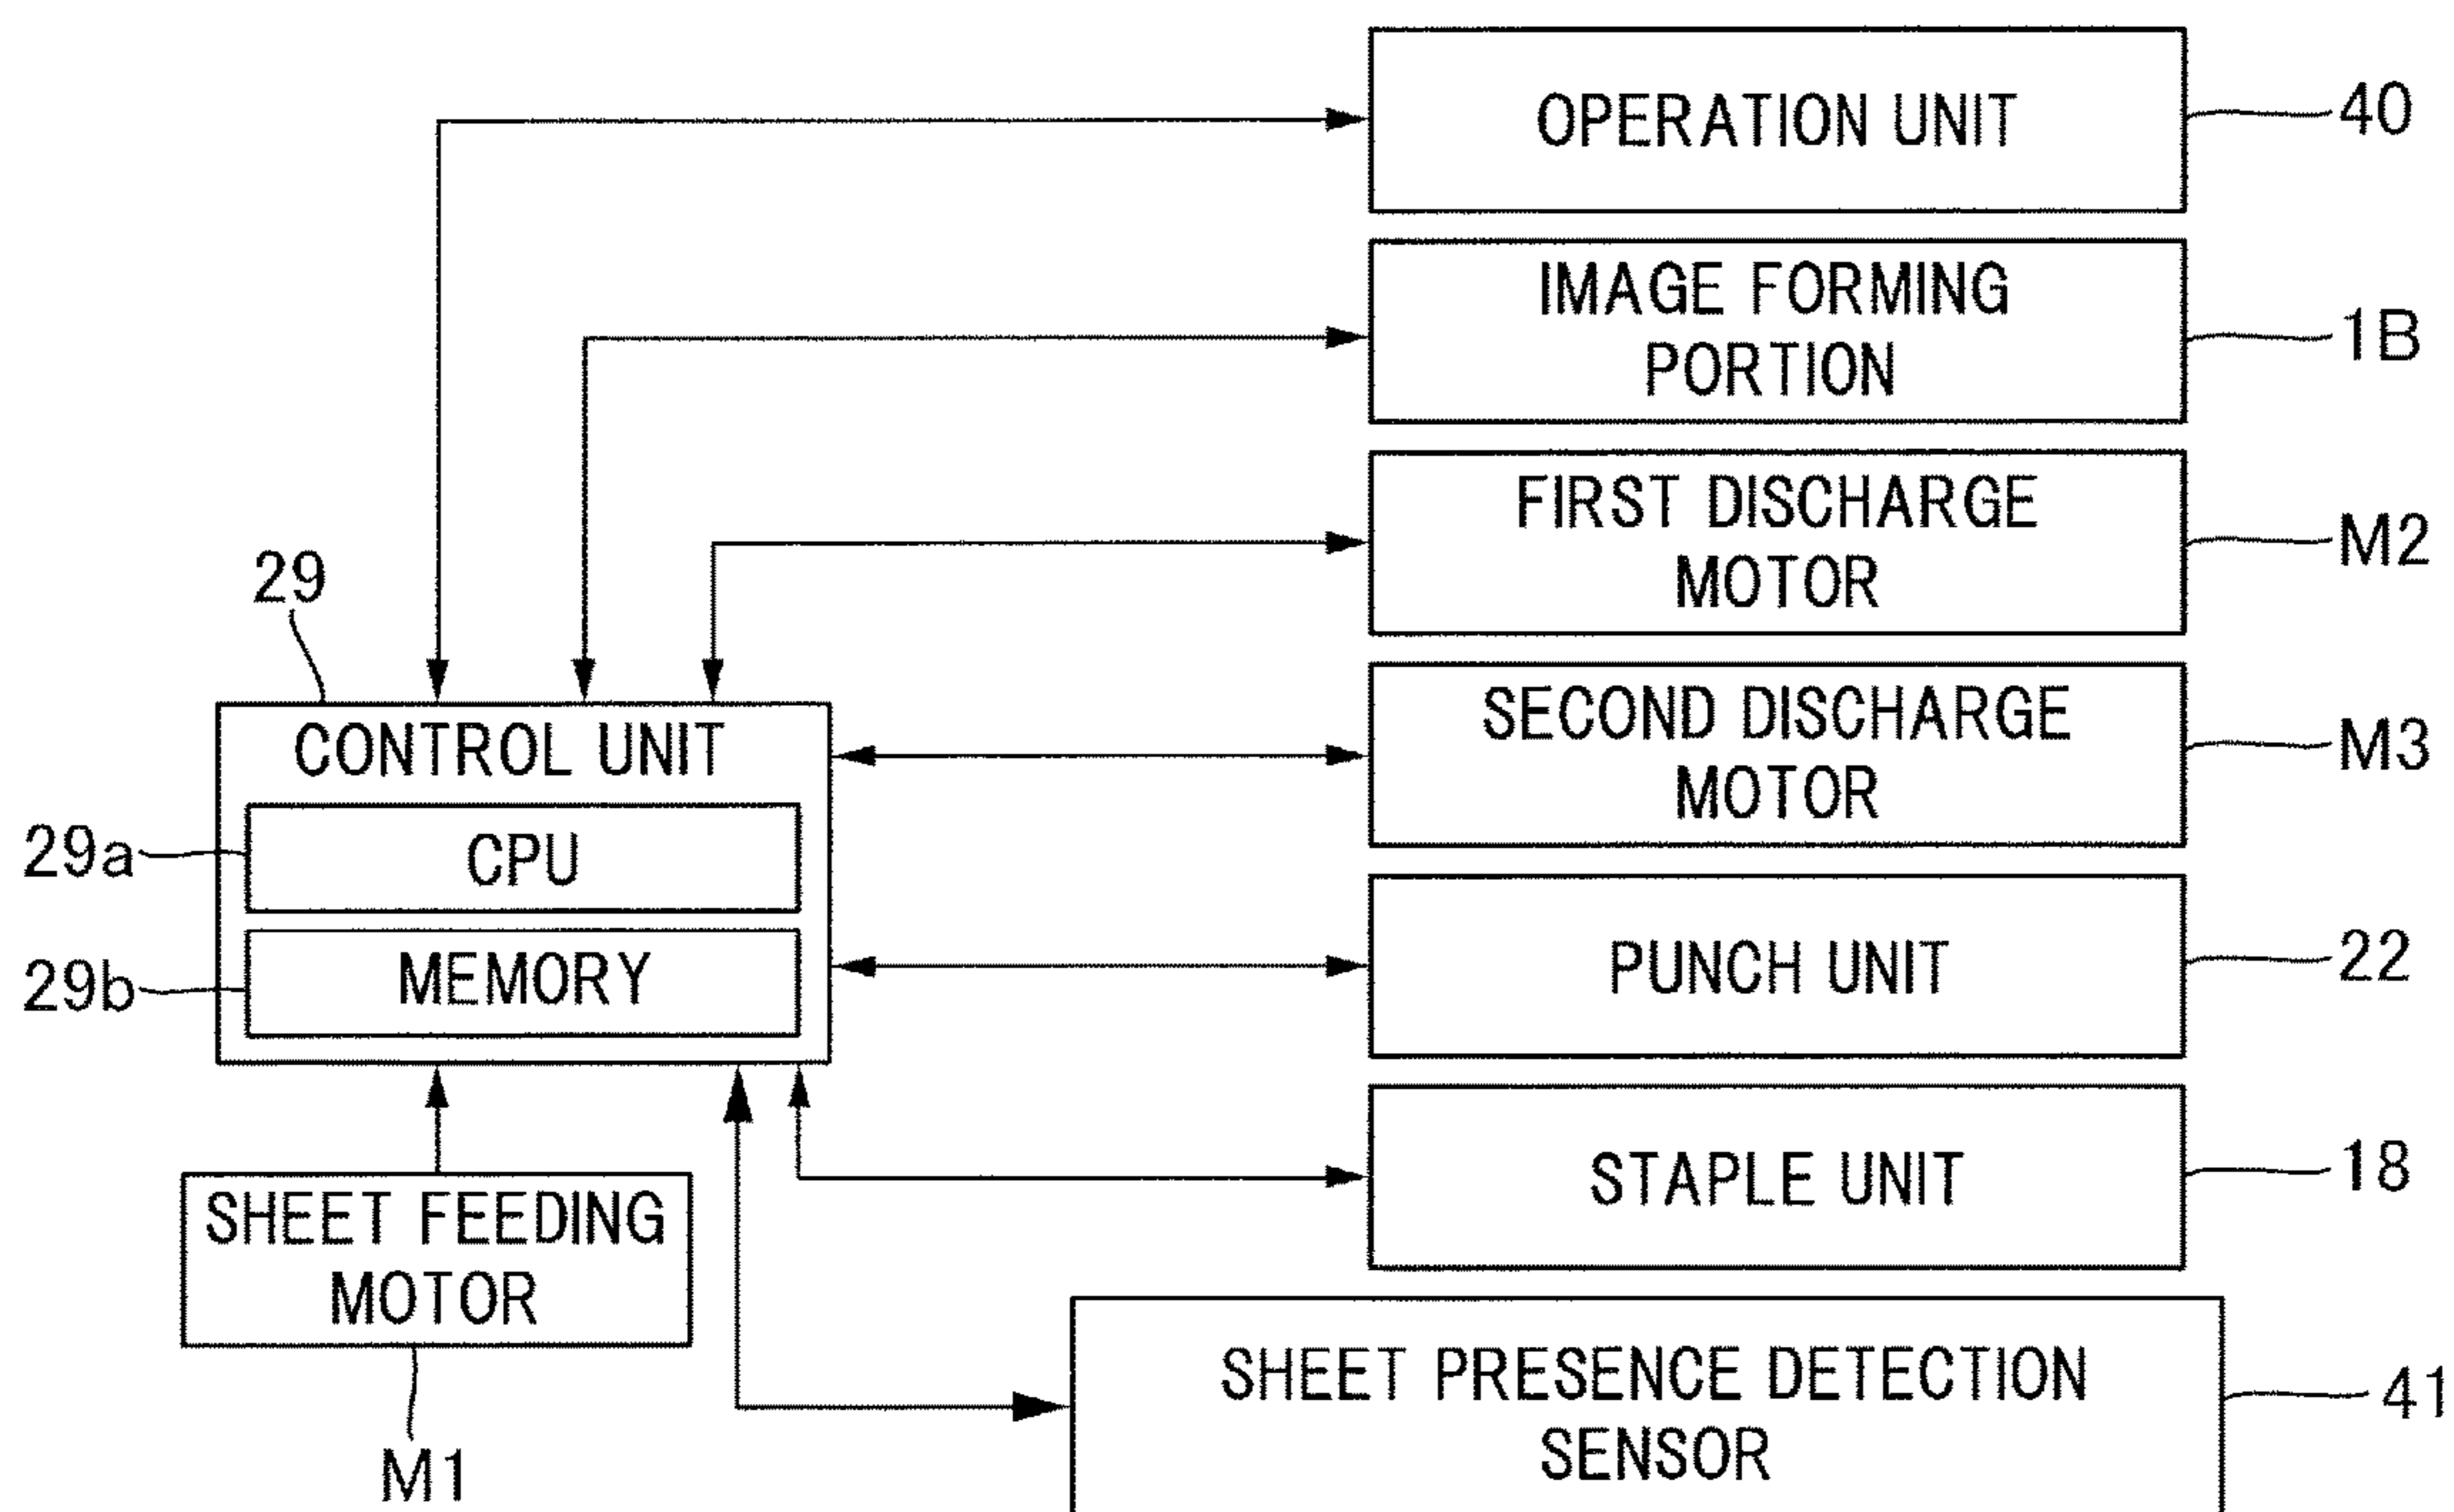 OPERATION UNIT
40
IMAGE FORMING
PORTION
1B
FIRST DISCHARGE
MOTOR
M2
29
CONTROL UNIT
SECOND DISCHARGE
MOTOR
M3
29a
CPU
29b
MEMORY
PUNCH UNIT
22
STAPLE UNIT
18
SHEET FEEDING
MOTOR
M1
SHEET PRESENCE DETECTION
SENSOR
41